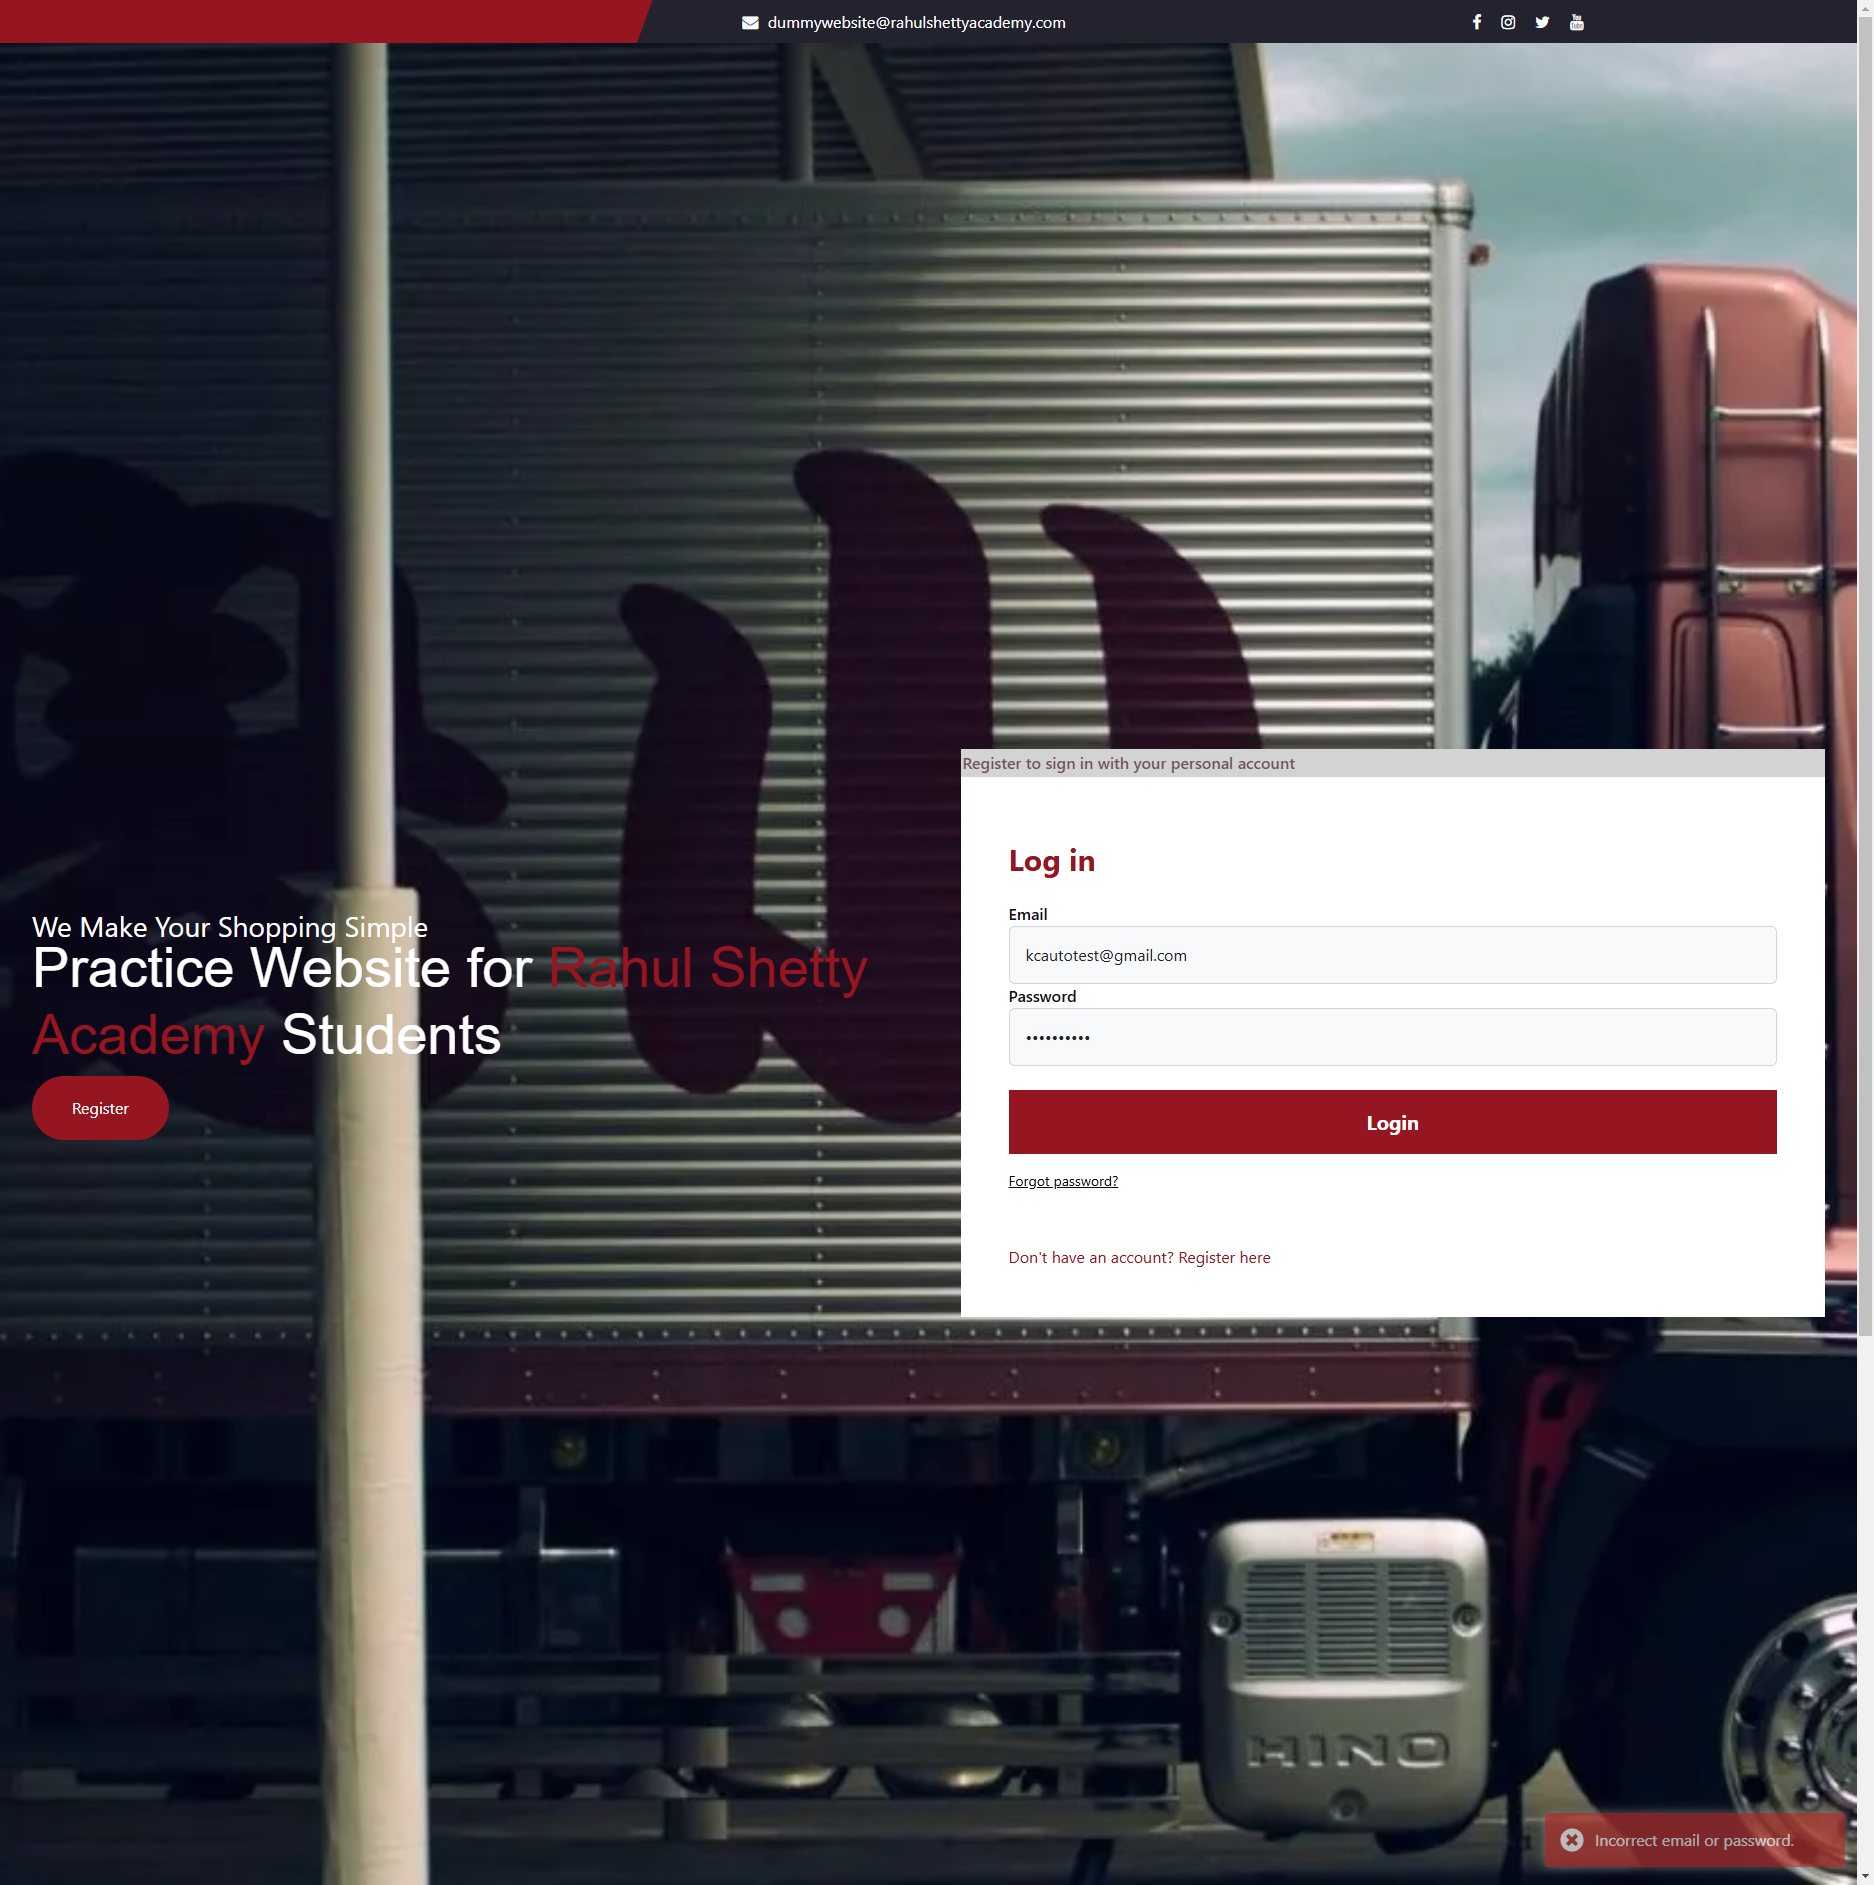 dummywebsite@rahulshettyacademy.com
Register to sign in with your personal account
Log in
Email
kcautotest@gmail.com
Password
••••••••••
Login
Forgot password?
Don't have an account? Register here
We Make Your Shopping Simple
Practice Website for Rahul Shetty
Academy Students
Register
HINO
Incorrect email or password.